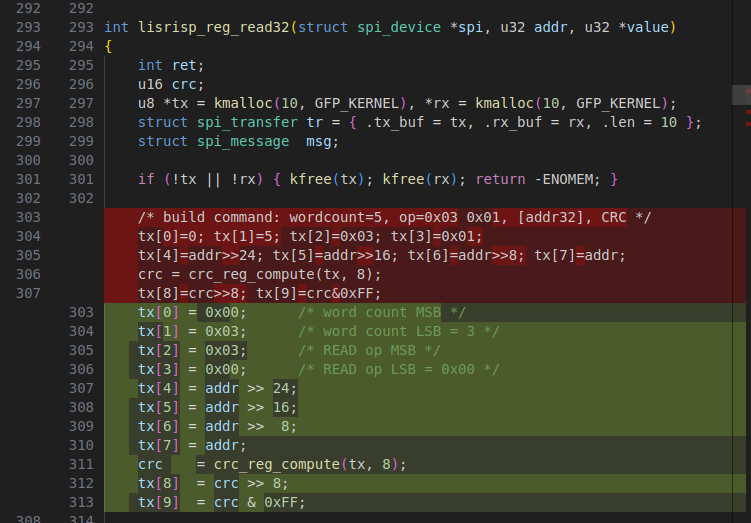 292 292
293 293 int lisrisp_reg_read32(struct spi_device *spi, u32 addr, u32 *value)
294 294 {
295 295     int ret;
296 296     u16 crc;
297 297     u8 *tx = kmalloc(10, GFP_KERNEL), *rx = kmalloc(10, GFP_KERNEL);
298 298     struct spi_transfer tr = { .tx_buf = tx, .rx_buf = rx, .len = 10 };
299 299     struct spi_message  msg;
300 300
301 301     if (!tx || !rx) { kfree(tx); kfree(rx); return -ENOMEM; }
302 302
303     /* build command: wordcount=5, op=0x03 0x01, [addr32], CRC */
304     tx[0]=0; tx[1]=5; tx[2]=0x03; tx[3]=0x01;
305     tx[4]=addr>>24; tx[5]=addr>>16; tx[6]=addr>>8; tx[7]=addr;
306     crc = crc_reg_compute(tx, 8);
307     tx[8]=crc>>8; tx[9]=crc&0xFF;
303     tx[0] = 0x00;      /* word count MSB */
304     tx[1] = 0x03;      /* word count LSB = 3 */
305     tx[2] = 0x03;      /* READ op MSB */
306     tx[3] = 0x00;      /* READ op LSB = 0x00 */
307     tx[4] = addr >> 24;
308     tx[5] = addr >> 16;
309     tx[6] = addr >>  8;
310     tx[7] = addr;
311     crc    = crc_reg_compute(tx, 8);
312     tx[8]  = crc >> 8;
313     tx[9]  = crc & 0xFF;
308 314